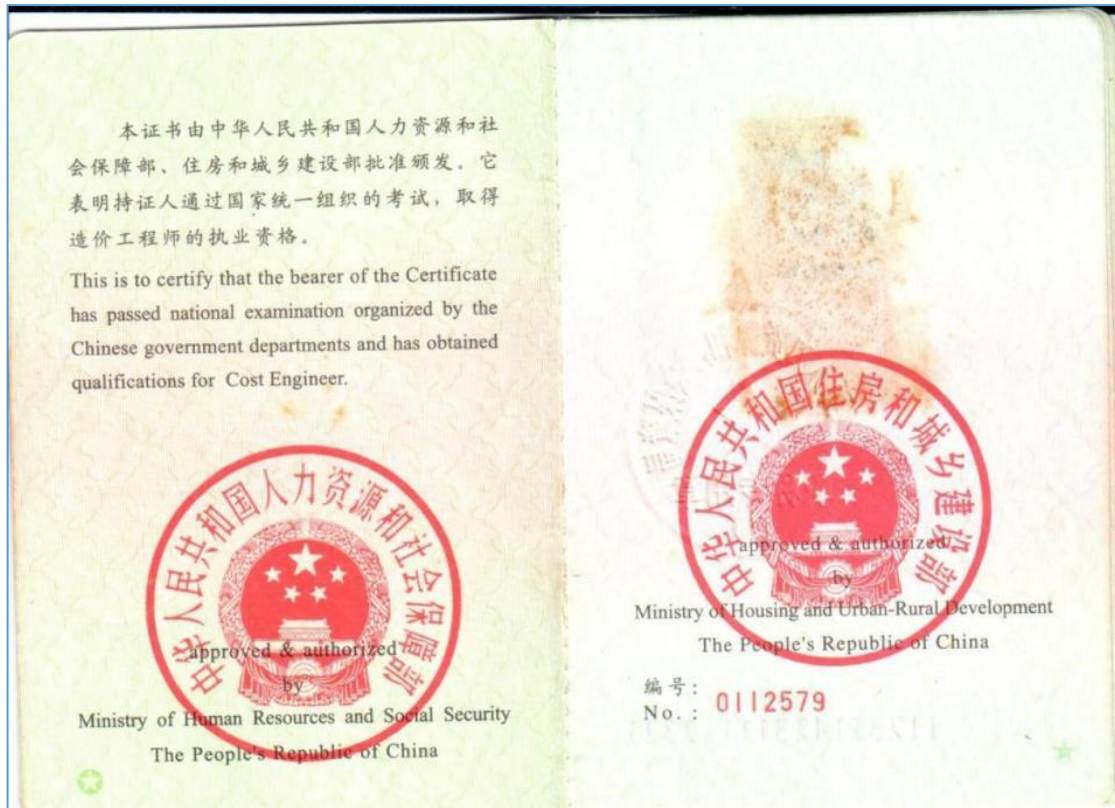 本证书由中华人民共和国人力资源和社
会保障部、住房和城乡建设部批准颁发。它
表明持证人通过国家统一组织的考试，取得
造价工程师的执业资格。
This is to certify that the bearer of the Certificate
has passed national examination organized by the
Chinese government departments and has obtained
qualifications for Cost Engineer.
中华人民共和国人力资源和社会保障部
approved & authorized
by
Ministry of Human Resources and Social Security
The People's Republic of China
中华人民共和国住房和城乡建设部
approved & authorized
by
Ministry of Housing and Urban-Rural Development
The People's Republic of China
编号:
No.: 0112579